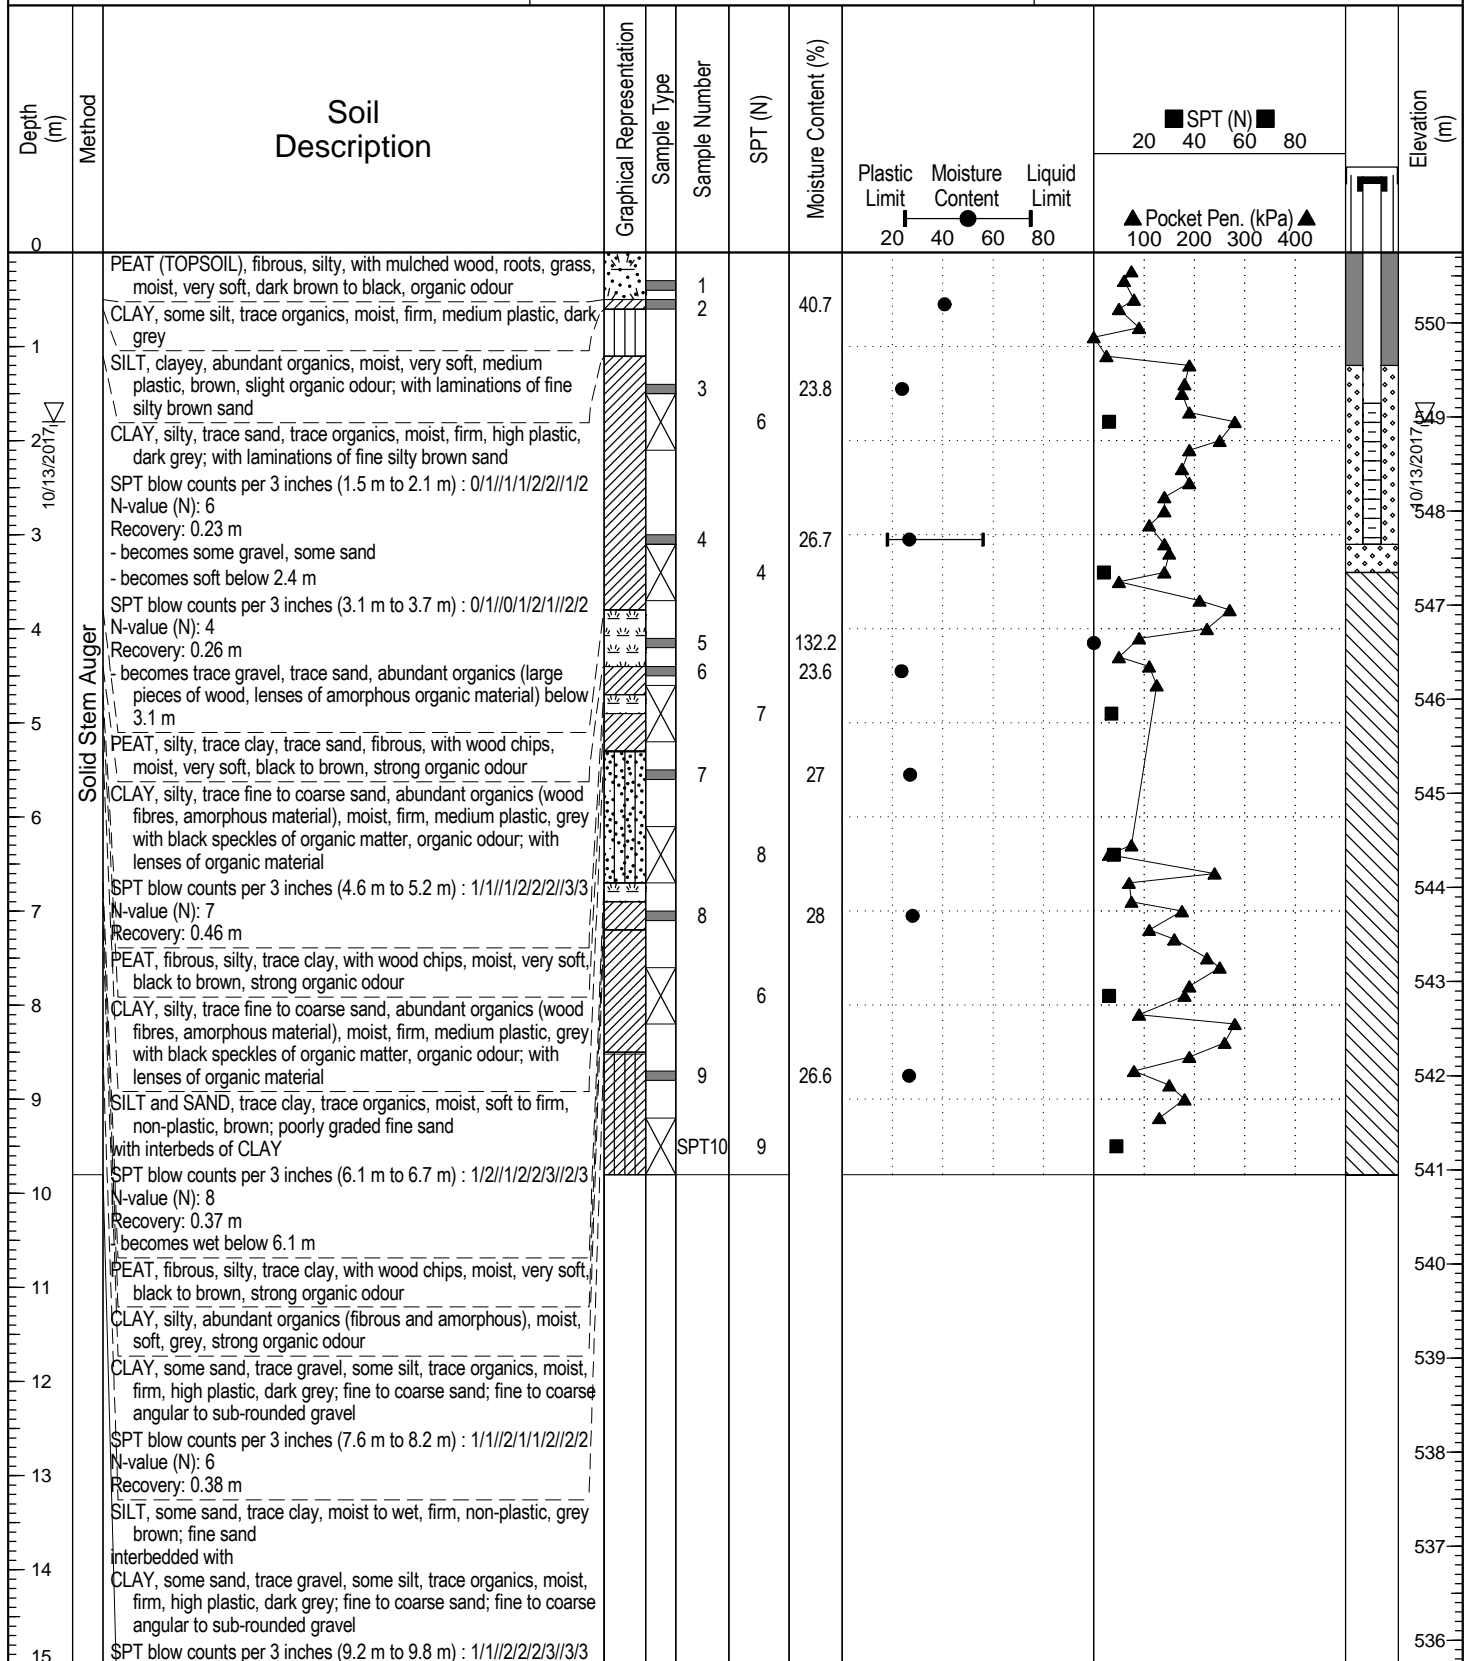 Depth
(m)
Method
Soil
Description
Graphical Representation
Sample Type
Sample Number
SPT (N)
Moisture Content (%)
Plastic Moisture Liquid
Limit Content Limit
20 40 60 80
SPT (N)
20 40 60 80
Pocket Pen. (kPa)
100 200 300 400
Elevation
(m)
0
1
2
3
4
5
6
7
8
9
10
11
12
13
14
15
10/13/2017
Solid Stem Auger
PEAT (TOPSOIL), fibrous, silty, with mulched wood, roots, grass,
moist, very soft, dark brown to black, organic odour
CLAY, some silt, trace organics, moist, firm, medium plastic, dark
grey
SILT, clayey, abundant organics, moist, very soft, medium
plastic, brown, slight organic odour; with laminations of fine
silty brown sand
CLAY, silty, trace sand, trace organics, moist, firm, high plastic,
dark grey; with laminations of fine silty brown sand
SPT blow counts per 3 inches (1.5 m to 2.1 m) : 0/1//1/1/2/2//1/2
N-value (N): 6
Recovery: 0.23 m
- becomes some gravel, some sand
- becomes soft below 2.4 m
SPT blow counts per 3 inches (3.1 m to 3.7 m) : 0/1//0/1/2/1//2/2
N-value (N): 4
Recovery: 0.26 m
- becomes trace gravel, trace sand, abundant organics (large
pieces of wood, lenses of amorphous organic material) below
3.1 m
PEAT, silty, trace clay, trace sand, fibrous, with wood chips,
moist, very soft, black to brown, strong organic odour
CLAY, silty, trace fine to coarse sand, abundant organics (wood
fibres, amorphous material), moist, firm, medium plastic, grey
with black speckles of organic matter, organic odour; with
lenses of organic material
SPT blow counts per 3 inches (4.6 m to 5.2 m) : 1/1//1/2/2/2//3/3
N-value (N): 7
Recovery: 0.46 m
PEAT, fibrous, silty, trace clay, with wood chips, moist, very soft,
black to brown, strong organic odour
CLAY, silty, trace fine to coarse sand, abundant organics (wood
fibres, amorphous material), moist, firm, medium plastic, grey
with black speckles of organic matter, organic odour; with
lenses of organic material
SILT and SAND, trace clay, trace organics, moist, soft to firm,
non-plastic, brown; poorly graded fine sand
with interbeds of CLAY
SPT blow counts per 3 inches (6.1 m to 6.7 m) : 1/2//1/2/2/3//2/3
N-value (N): 8
Recovery: 0.37 m
- becomes wet below 6.1 m
PEAT, fibrous, silty, trace clay, with wood chips, moist, very soft,
black to brown, strong organic odour
CLAY, silty, abundant organics (fibrous and amorphous), moist,
soft, grey, strong organic odour
CLAY, some sand, trace gravel, some silt, trace organics, moist,
firm, high plastic, dark grey; fine to coarse sand; fine to coarse
angular to sub-rounded gravel
SPT blow counts per 3 inches (7.6 m to 8.2 m) : 1/1//2/1/1/2//2/2
N-value (N): 6
Recovery: 0.38 m
SILT, some sand, trace clay, moist to wet, firm, non-plastic, grey
brown; fine sand
interbedded with
CLAY, some sand, trace gravel, some silt, trace organics, moist,
firm, high plastic, dark grey; fine to coarse sand; fine to coarse
angular to sub-rounded gravel
SPT blow counts per 3 inches (9.2 m to 9.8 m) : 1/1//2/2/2/3//3/3
1
2
3
4
5
6
7
8
9
SPT10
6
4
7
8
6
9
40.7
23.8
26.7
132.2
23.6
27
28
26.6
10/13/2017
550
549
548
547
546
545
544
543
542
541
540
539
538
537
536